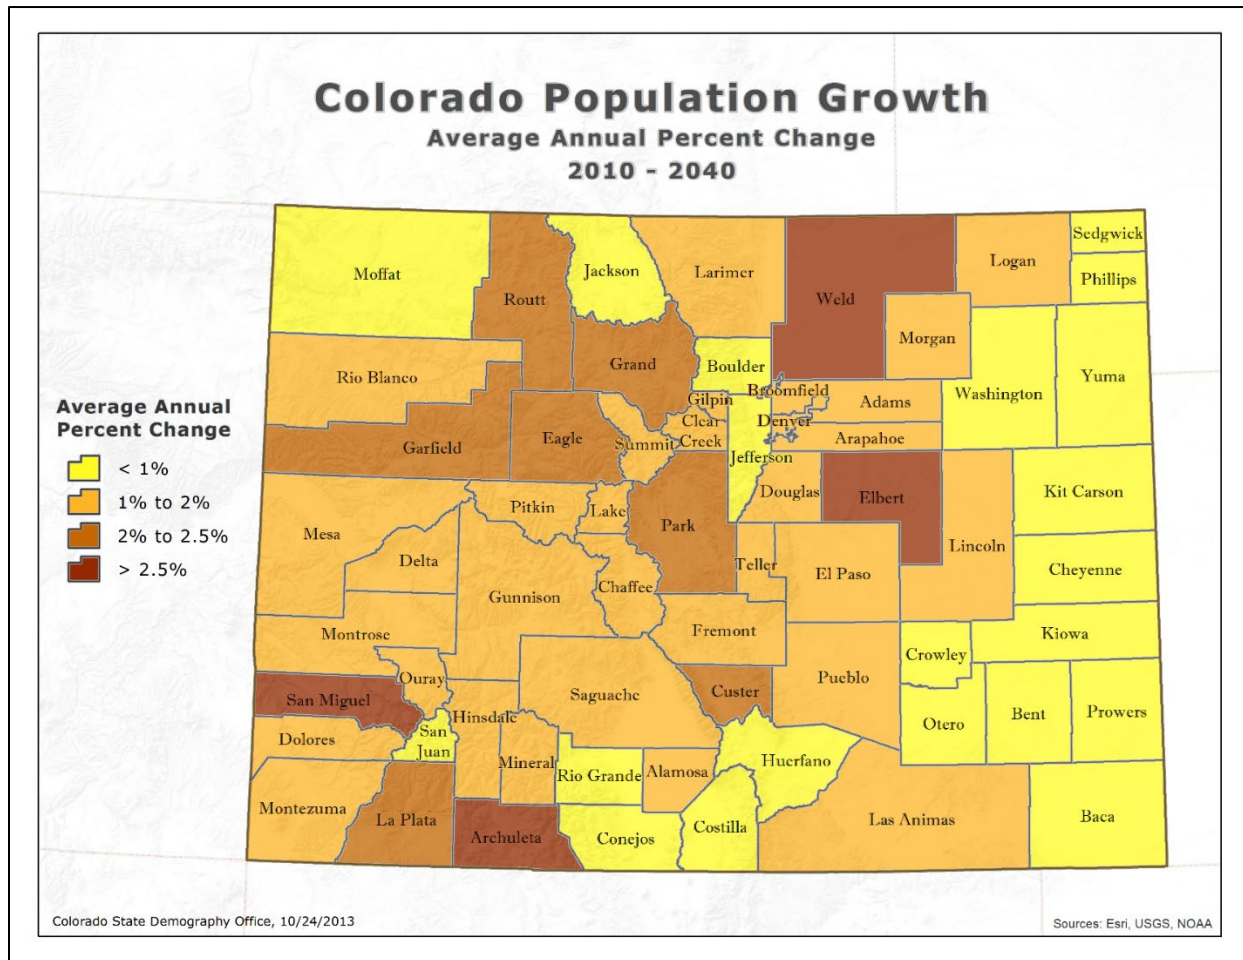 Colorado Population Growth
Average Annual Percent Change
2010 - 2040
Sedgwick
Logan
Moffat
Jackson
Larimer
Phillips
Routt
Weld
Morgan
Grand
Boulder
Rio Blanco
Yuma
Washington
Broomfield
Gilpin
Adams
Average Annual
Percent Change
Clear
Creek
Denver
Eagle
Summit
Arapahoe
Garfield
Jefferson
< 1%
Kit Carson
Douglas
Elbert
1% to 2%
Pitkin
Lake
Park
Mesa
2% to 2.5%
Lincoln
Delta
Teller
> 2.5%
El Paso
Cheyenne
Chaffee
Gunnison
Fremont
Montrose
Kiowa
Crowley
Ouray
Pueblo
San Miguel
Saguache
Custer
Hinsdale
Otero
Bent
Prowers
San
Juan
Dolores
Mineral
Huerfano
Rio Grande
Alamosa
Montezuma
La Plata
Las Animas
Baca
Costilla
Archuleta
Conejos
Colorado State Demography Office, 10/24/2013
Sources: Esri, USGS, NOAA